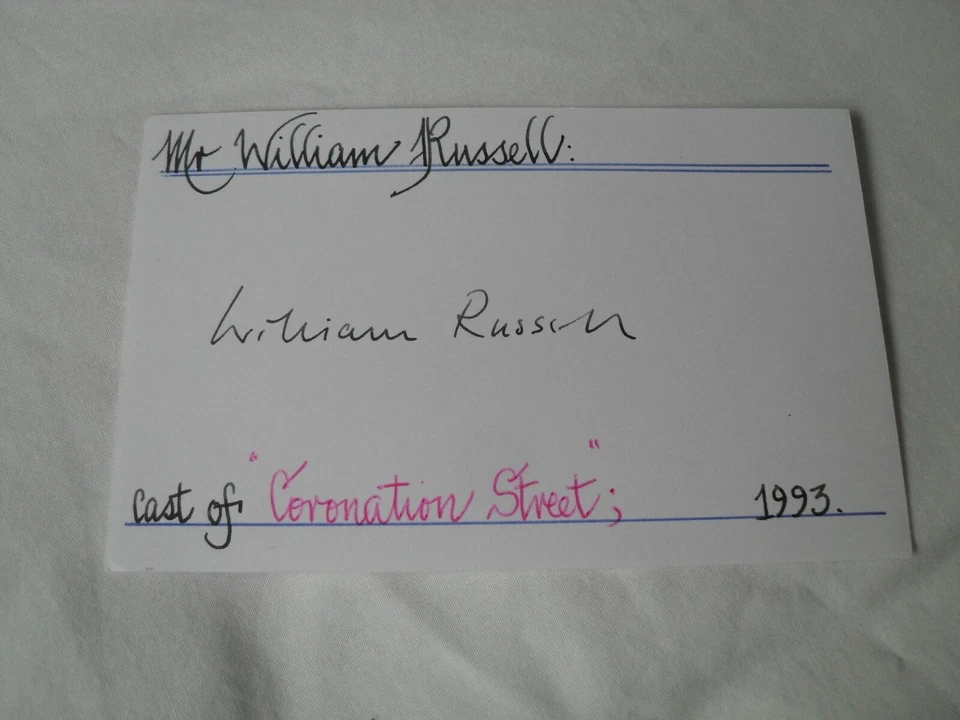 Mr William Russell:
William Russell
cast of "Coronation Street"; 1993.